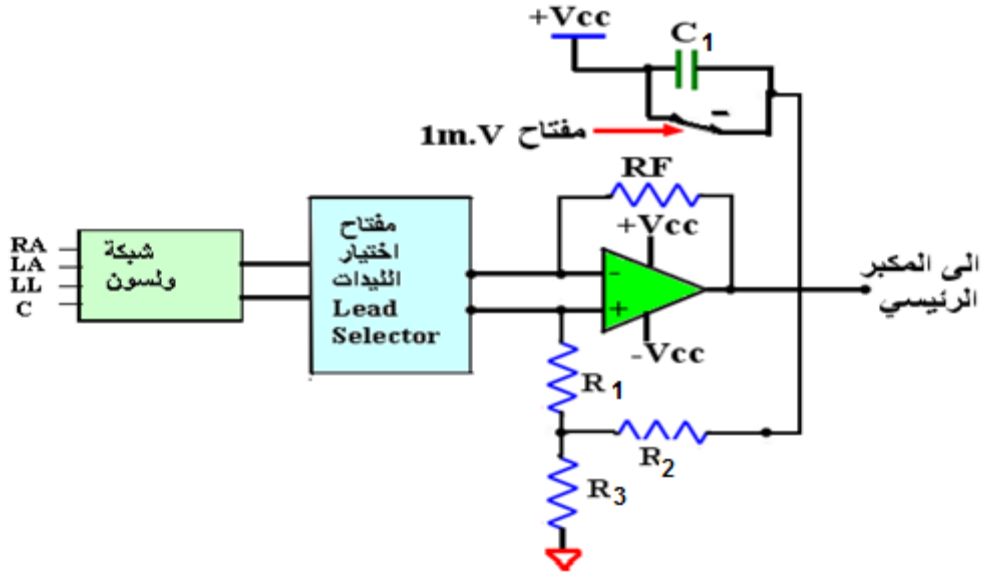 +Vcc
C1
مفتاح 1m.V
-
RF
+Vcc
RA
LA
LL
C
شبكة
ولسون
مفتاح
اختيار
الليدات
Lead
Selector
-
+
-Vcc
الى المكبر
الرئيسي
R1
R2
R3